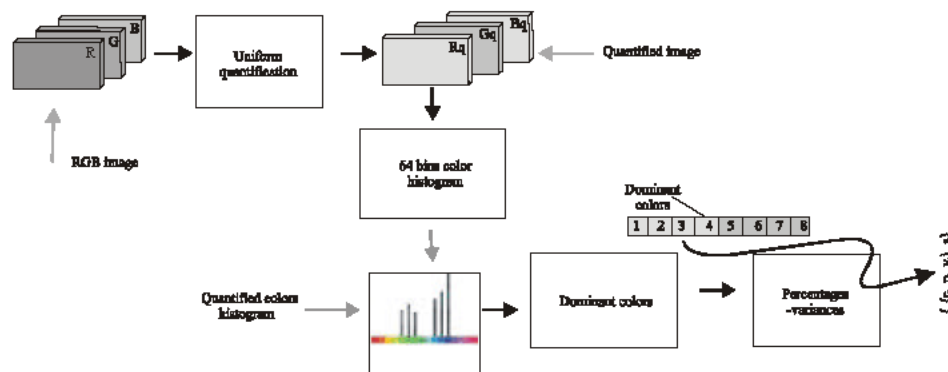 R
G
B
Uniform
quantification
Rq
Gq
Bq
Quantified image
RGB image
64 bins color
histogram
Dominant
colors
1 2 3 4 5 6 7 8
Quantified colors
histogram
Dominant colors
Percentages
-variances